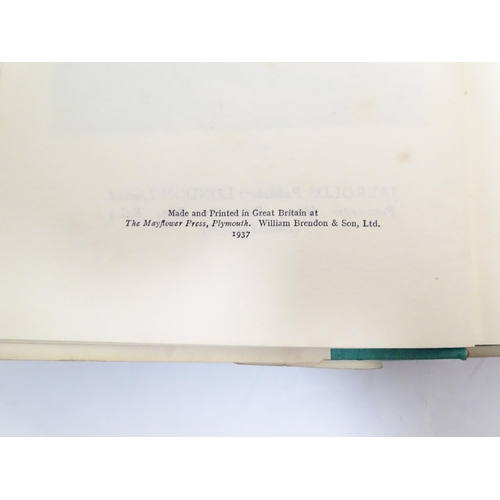 Made and Printed in Great Britain at
The Mayflower Press, Plymouth. William Brendon & Son, Ltd.
1937